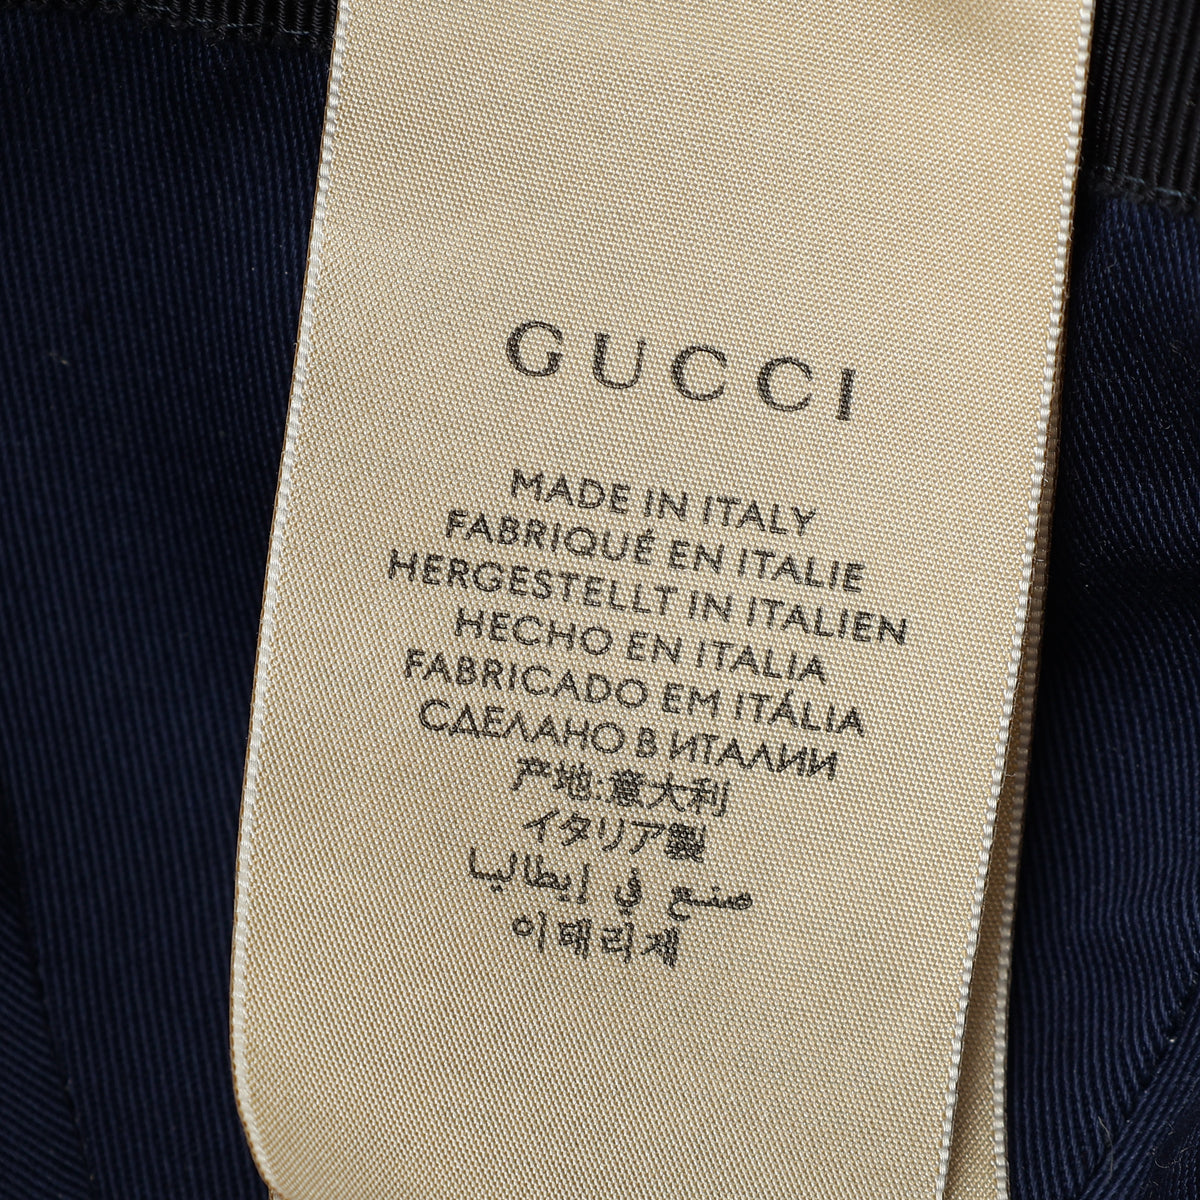 GUCCI
MADE IN ITALY
FABRIQUÉ EN ITALIE
HERGESTELLT IN ITALIEN
HECHO EN ITALIA
FABRICADO EM ITÁLIA
СДЕЛАНО В ИТАЛИИ
产地:意大利
イタリア製
صنع في إيطاليا
이태리제